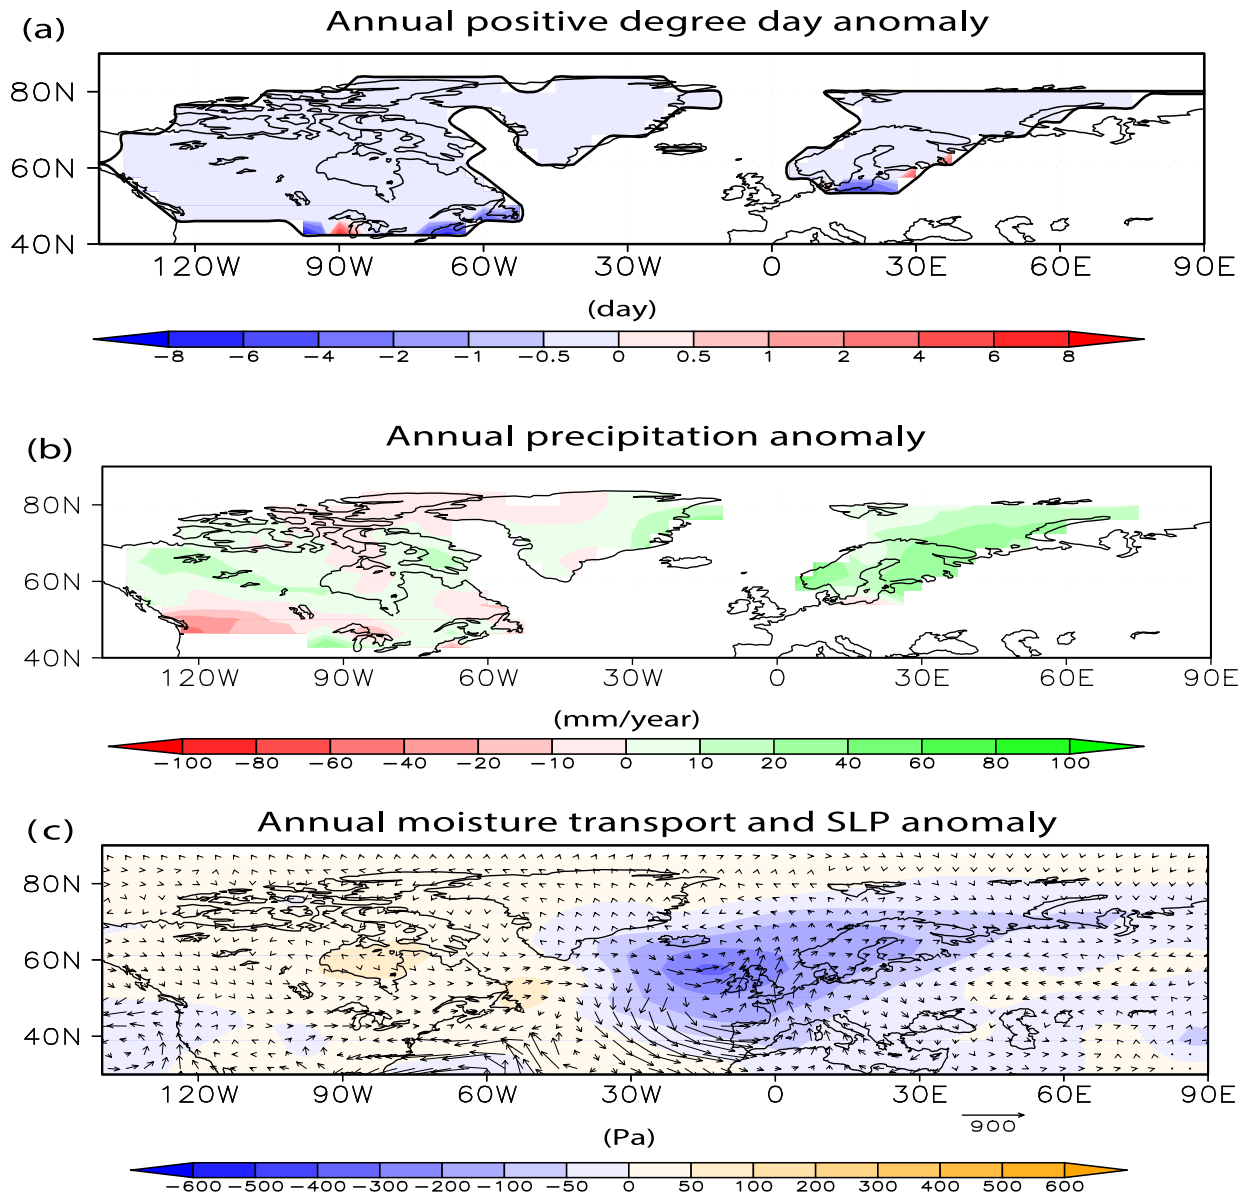 (a) Annual positive degree day anomaly
80N
60N
40N
120W 90W 60W 30W 0 30E 60E 90E
(day)
−8 −6 −4 −2 −1 −0.5 0 0.5 1 2 4 6 8
(b) Annual precipitation anomaly
80N
60N
40N
120W 90W 60W 30W 0 30E 60E 90E
(mm/year)
−100 −80 −60 −40 −20 −10 0 10 20 40 60 80 100
(c) Annual moisture transport and SLP anomaly
80N
60N
40N
120W 90W 60W 30W 0 30E 60E 90E
900
(Pa)
−600 −500 −400 −300 −200 −100 −50 0 50 100 200 300 400 500 600